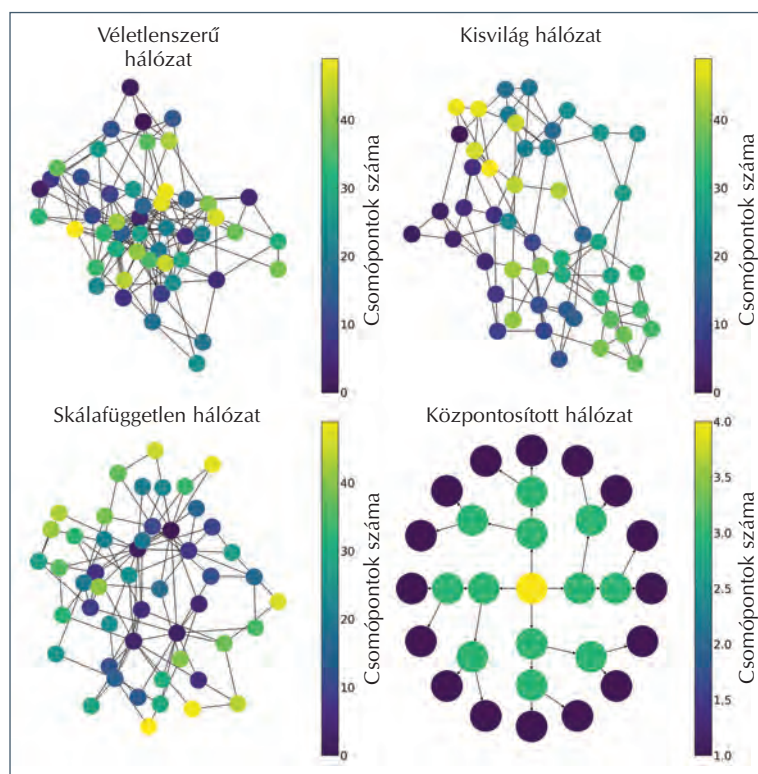 Véletlenszerű
hálózat
40
30
20
10
0
Csomópontok száma
Kisvilág hálózat
40
30
20
10
0
Csomópontok száma
Skálafüggetlen hálózat
40
30
20
10
0
Csomópontok száma
Központosított hálózat
4.0
3.5
3.0
2.5
2.0
1.5
1.0
Csomópontok száma